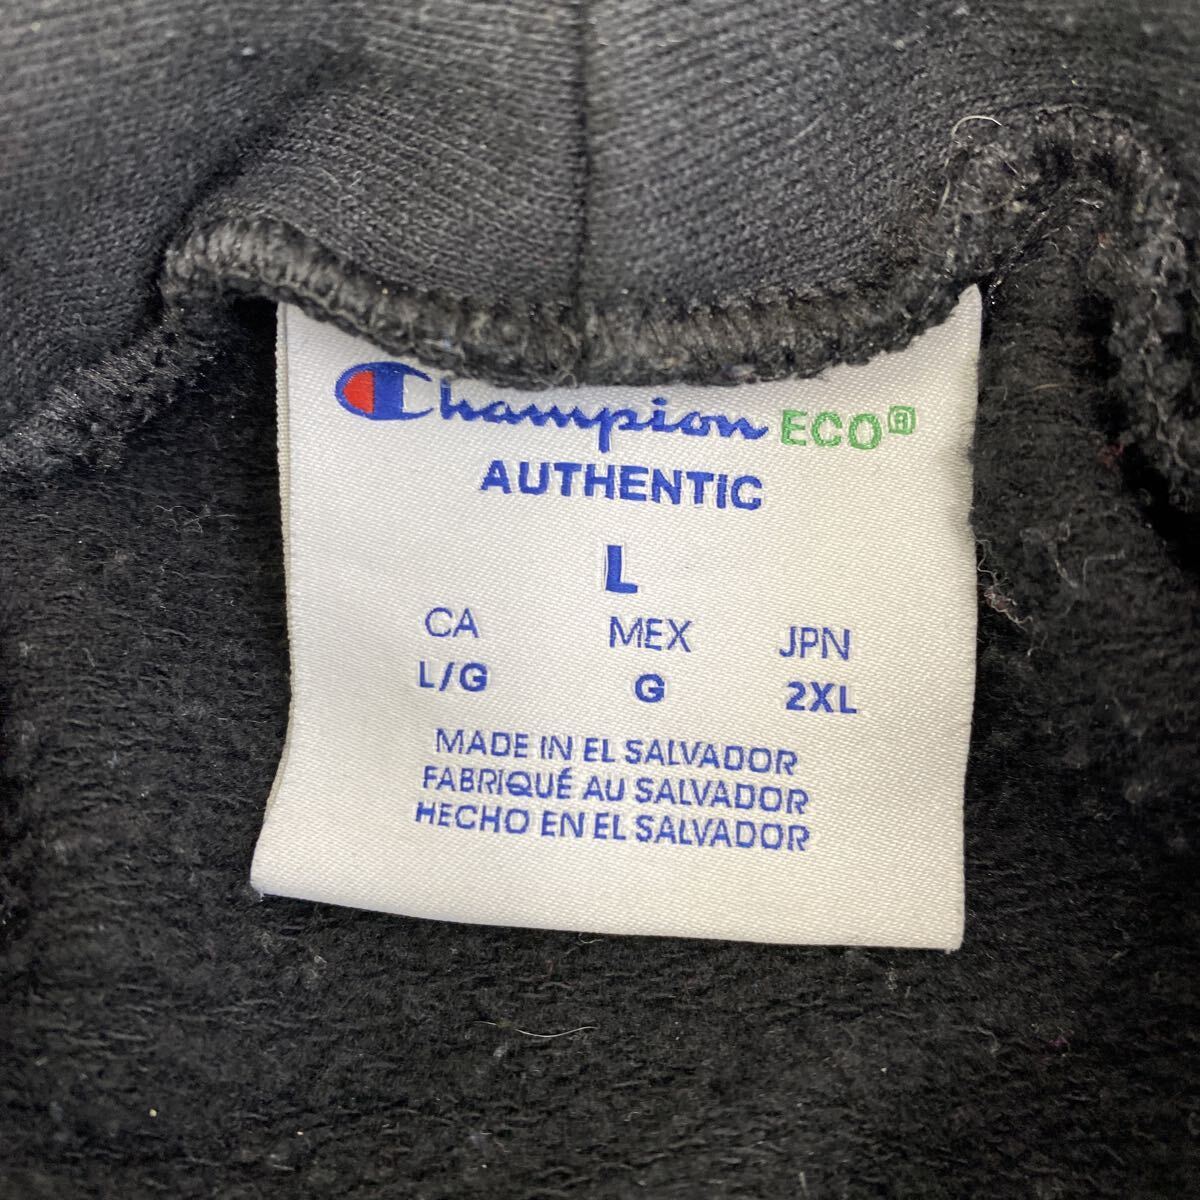 Champion ECO®
AUTHENTIC
L
CA MEX JPN
L/G G 2XL
MADE IN EL SALVADOR
FABRIQUÉ AU SALVADOR
HECHO EN EL SALVADOR